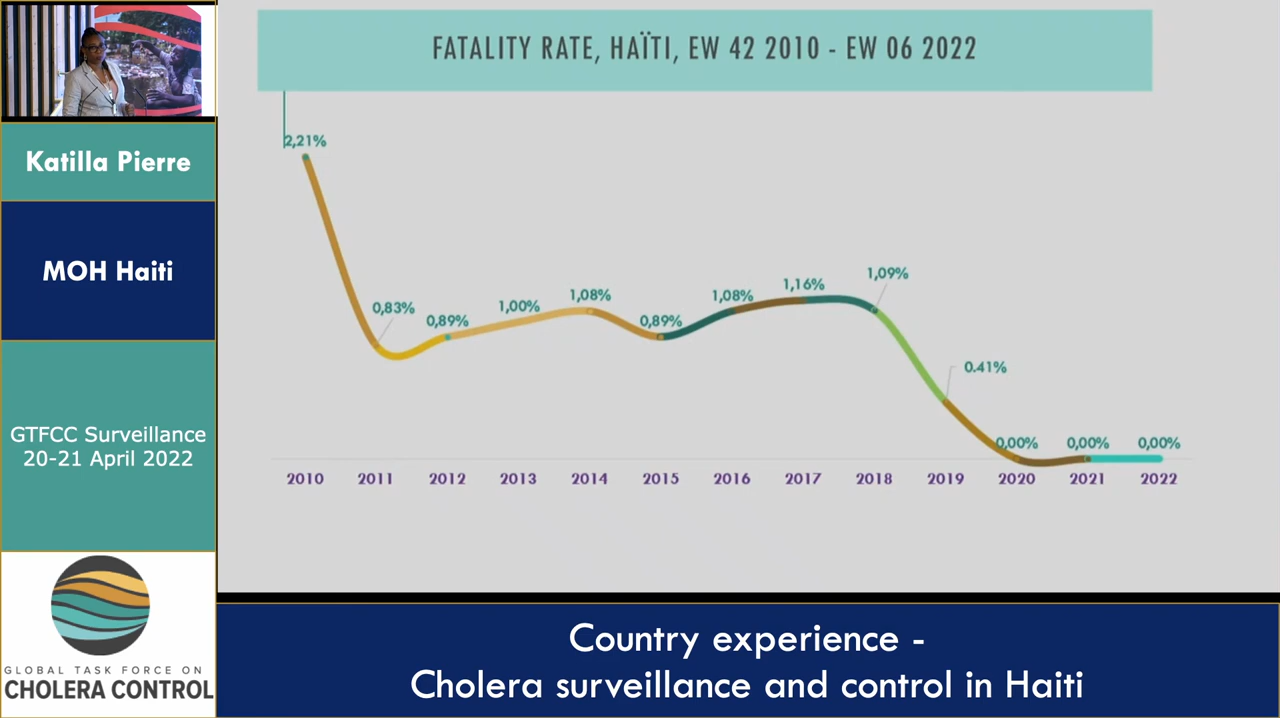 FATALITY RATE, HAÏTI, EW 42 2010 - EW 06 2022
2,21%
0,83%
0,89%
1,00%
1,08%
0,89%
1,08%
1,16%
1,09%
0.41%
0,00%
0,00%
0,00%
2010 2011 2012 2013 2014 2015 2016 2017 2018 2019 2020 2021 2022
Katilla Pierre
MOH Haiti
GTFCC Surveillance
20-21 April 2022
GLOBAL TASK FORCE ON
CHOLERA CONTROL
Country experience -
Cholera surveillance and control in Haiti